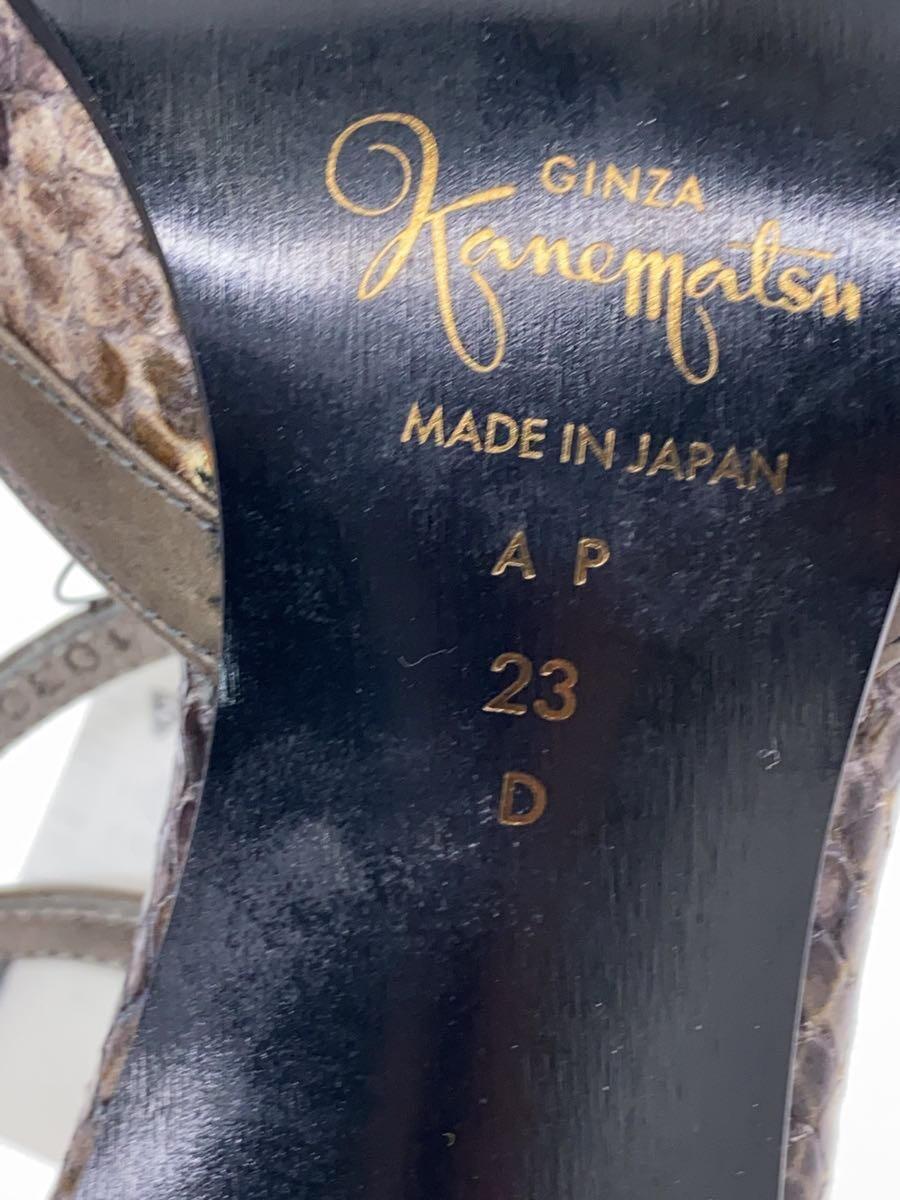 GINZA
Kanematsu
MADE IN JAPAN
A P
23
D